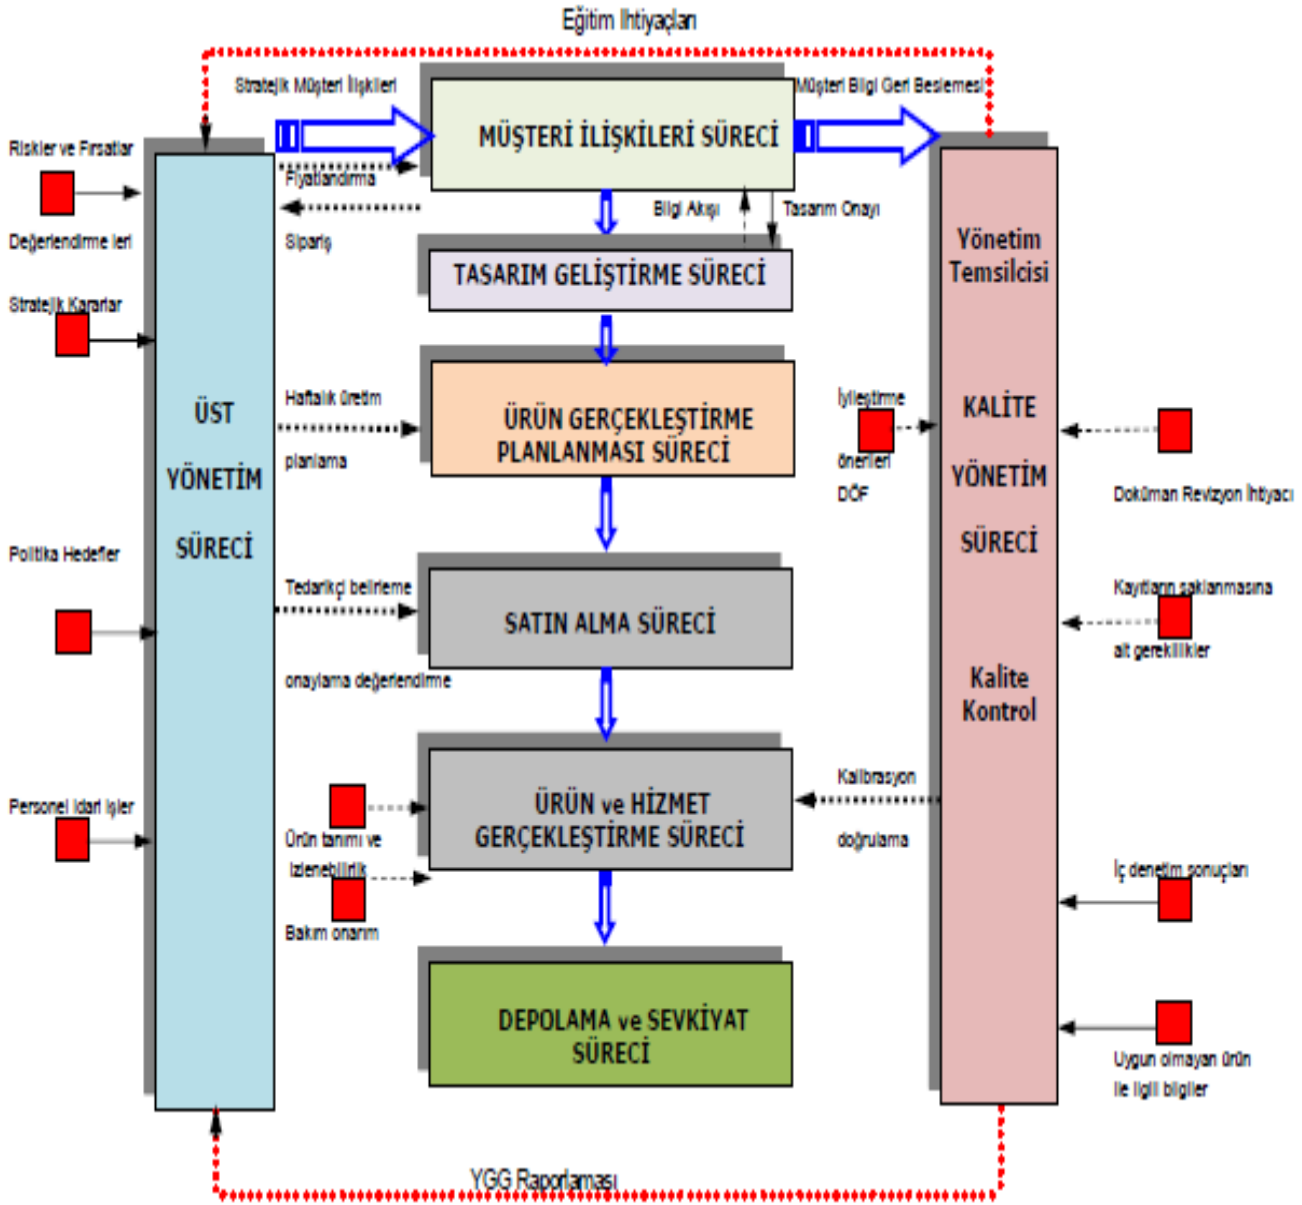 Eğitim İhtiyaçları
Stratejik Müşteri İlişkileri
Müşteri Bilgi Geri Beslemesi
MÜŞTERİ İLİŞKİLERİ SÜRECİ
Riskler ve Fırsatlar
Değerlendirme leri
Fiyatlandırma
Sipariş
Bilgi Akışı
Tasarım Onayı
TASARIM GELİŞTİRME SÜRECİ
Yönetim
Temsilcisi
Stratejik Kararlar
ÜST
YÖNETİM
SÜRECİ
Haftalık üretim
planlama
ÜRÜN GERÇEKLEŞTİRME
PLANLANMASI SÜRECİ
İyileştirme
önerileri
DÖF
KALİTE
YÖNETİM
SÜRECİ
Doküman Revizyon İhtiyacı
Politika Hedefler
Tedarikçi belirleme
onaylama değerlendirme
SATIN ALMA SÜRECİ
Kayıtların saklanmasına
ait gereklilikler
Kalite
Kontrol
Personel İdari İşler
Ürün tanımı ve
izlenebilirlik
Bakım onarım
ÜRÜN ve HİZMET
GERÇEKLEŞTİRME SÜRECİ
Kalibrasyon
doğrulama
İç denetim sonuçları
DEPOLAMA ve SEVKİYAT
SÜRECİ
Uygun olmayan ürün
ile ilgili bilgiler
YGG Raporlaması